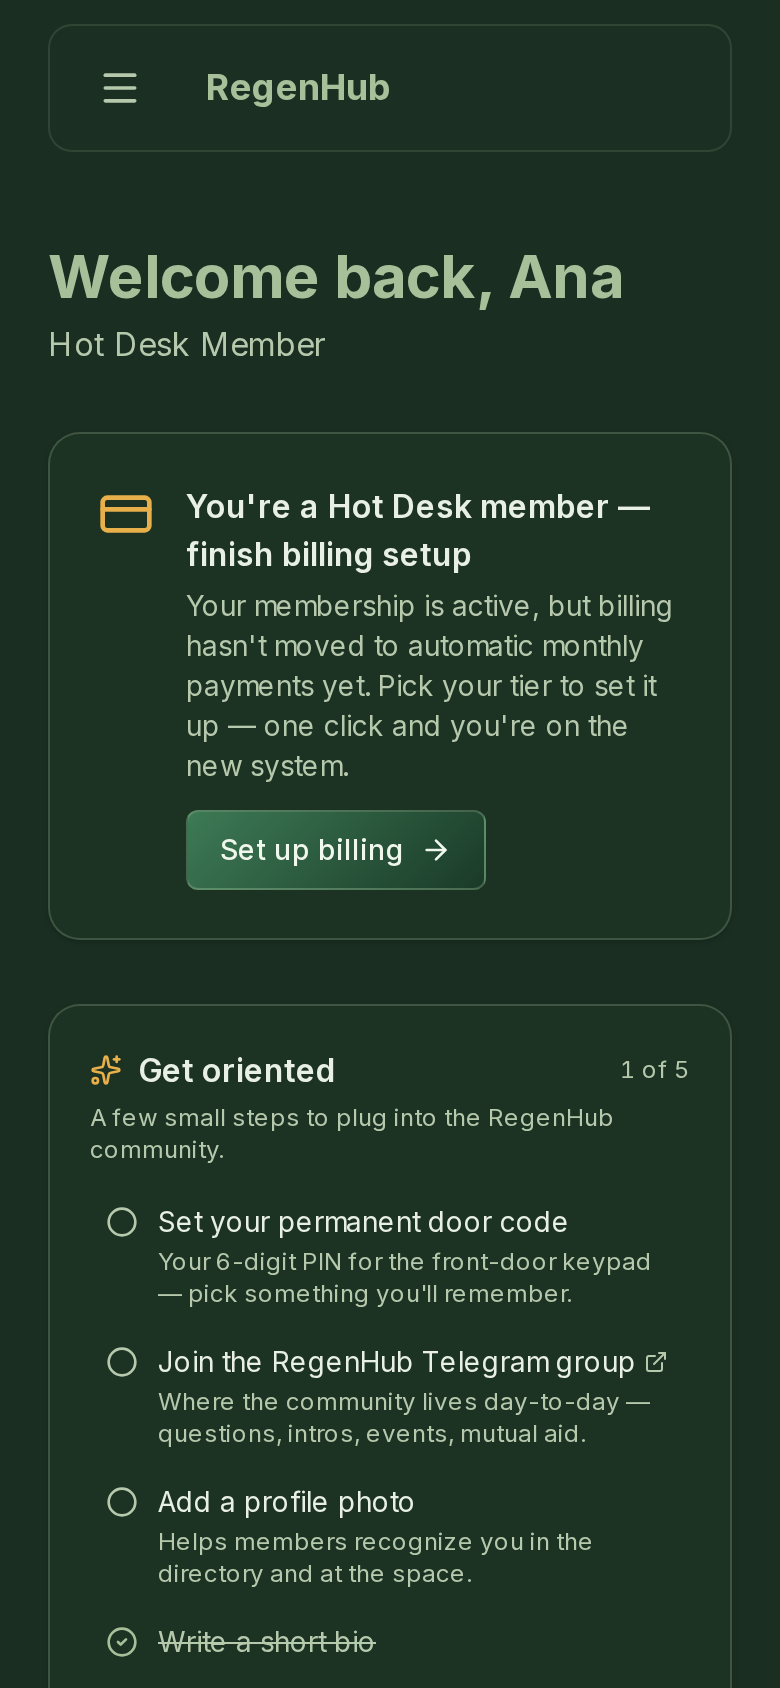 RegenHub
Welcome back, Ana
Hot Desk Member
You're a Hot Desk member —
finish billing setup
Your membership is active, but billing
hasn't moved to automatic monthly
payments yet. Pick your tier to set it
up — one click and you're on the
new system.
Set up billing →
Get oriented
1 of 5
A few small steps to plug into the RegenHub
community.
Set your permanent door code
Your 6-digit PIN for the front-door keypad
— pick something you'll remember.
Join the RegenHub Telegram group
Where the community lives day-to-day —
questions, intros, events, mutual aid.
Add a profile photo
Helps members recognize you in the
directory and at the space.
Write a short bio